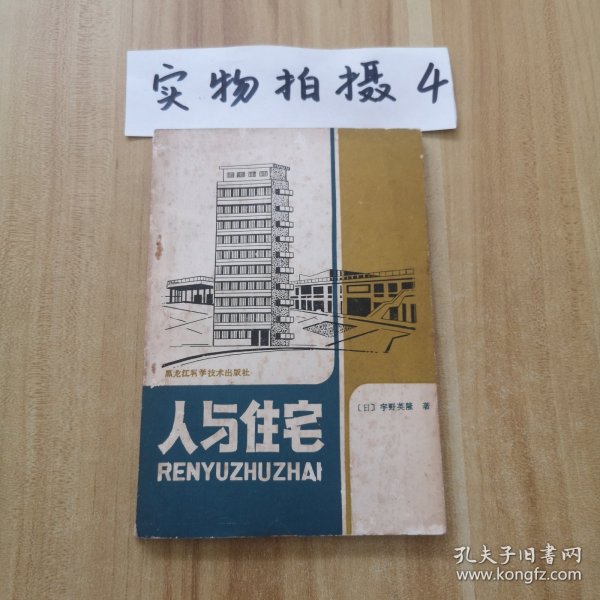 实物拍摄4
黑龙江科学技术出版社
人与住宅
RENYUZHUZHAI
〔日〕宇野英隆 著
孔夫子旧书网
www.kongfz.com